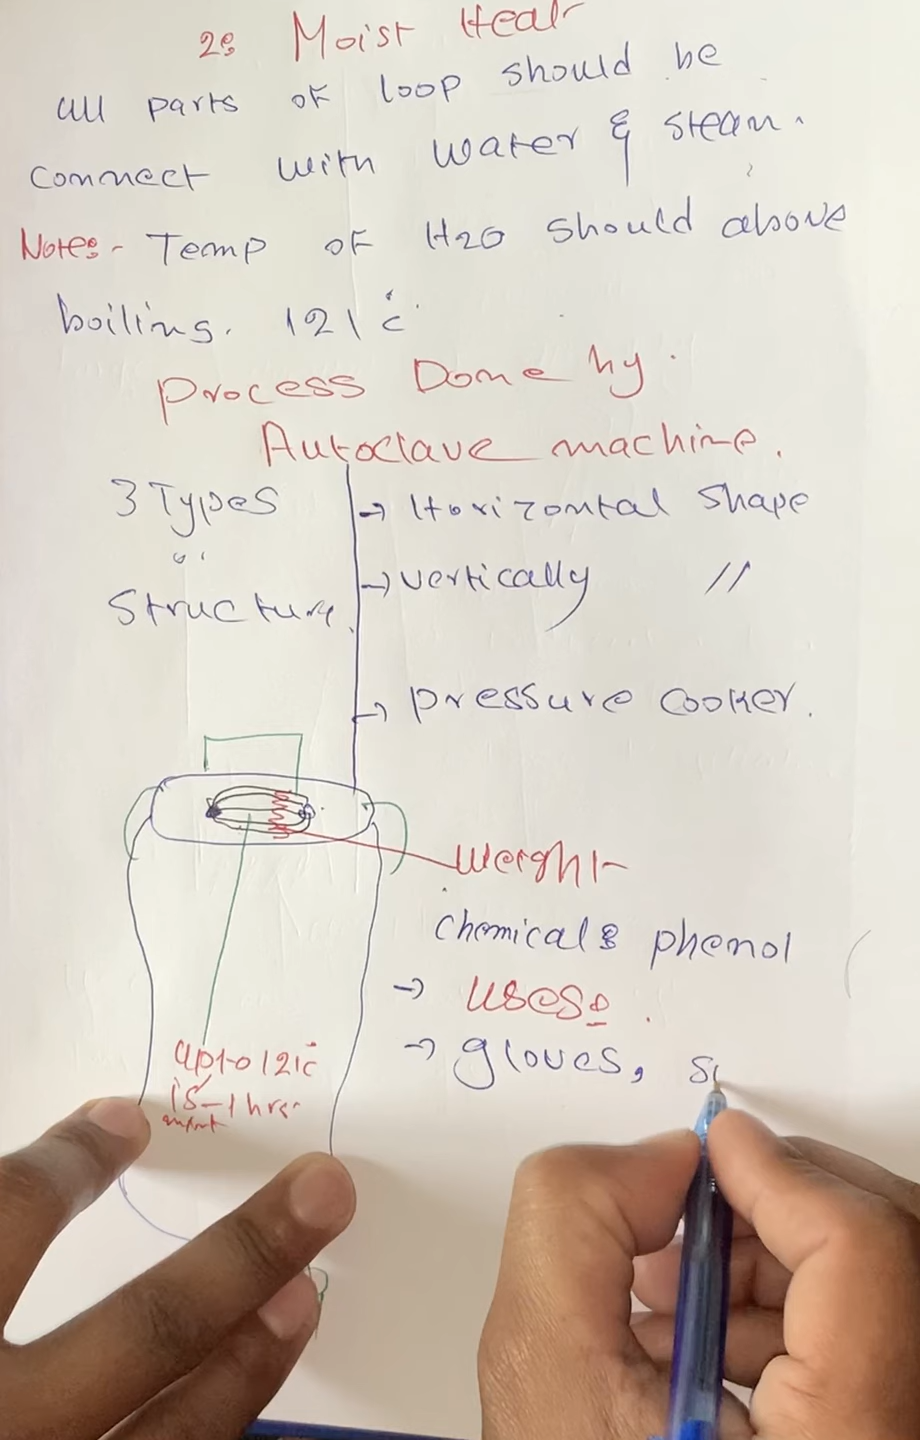 2: Moist Heat
all parts of loop should be
connect with water & steam.
Note:- Temp of H2O should above
boiling. 121°c
Process Done by
Autoclave machine.
3 Types → Horizontal shape
Structure. → vertically //
→ pressure cooker.
weight
chemical: phenol
→ uses: .
→ gloves, s
upto 121°c
15-1 hrs